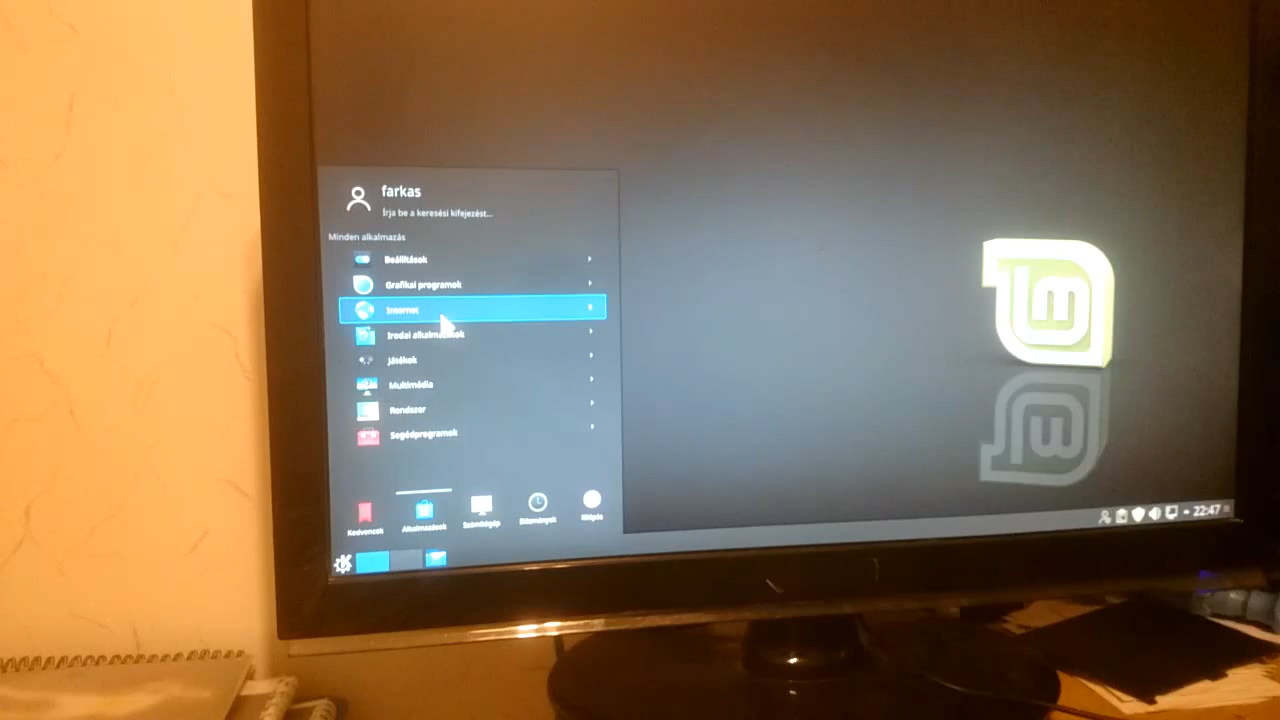 farkas
Írja be a keresési kifejezést...
Minden alkalmazás
Beállítások
Grafikai programok
Internet
Irodai alkalmazások
Játékok
Multimédia
Rendszer
Segédprogramok
Kedvencek
Alkalmazások
Számítógép
Előzmények
Kilépés
22:47